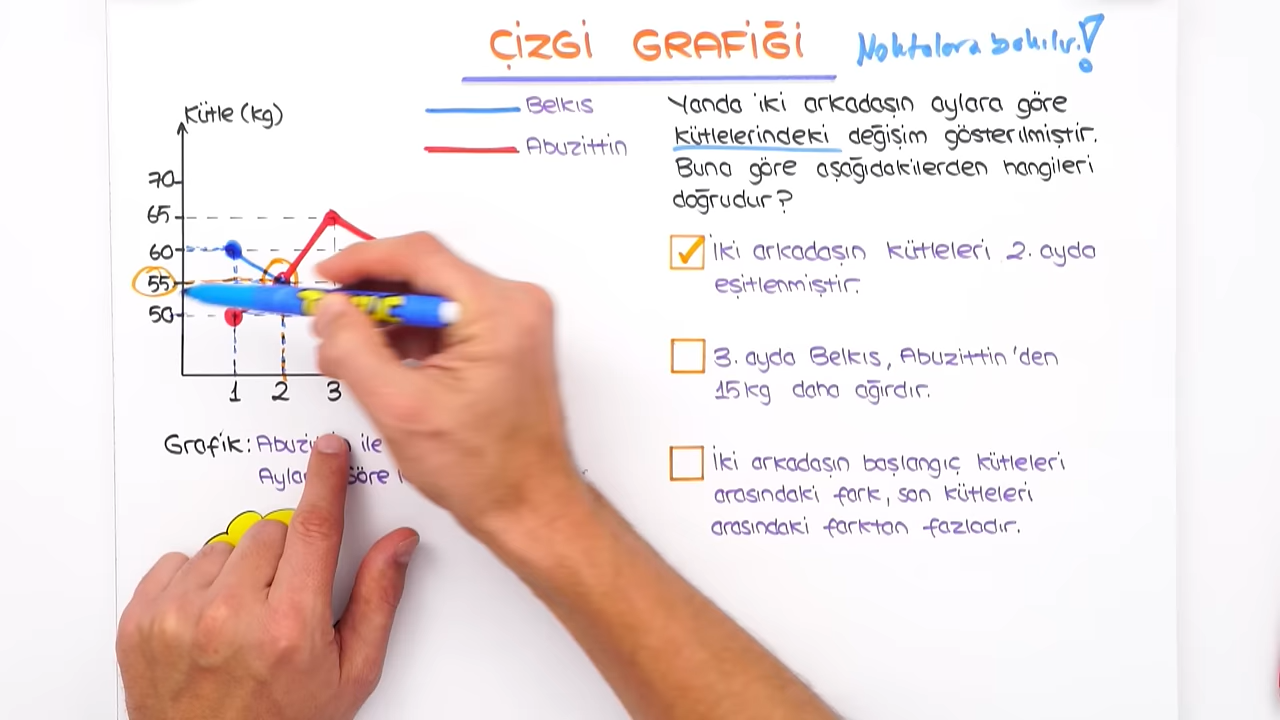 ÇİZGİ GRAFİĞİ
Noktalara bakılır.!
Kütle (kg)
Belkıs
Abuzittin
70
65
60
55
50
1 2 3
Grafik: ile
göre
Yanda iki arkadaşın aylara göre
kütlelerindeki değişim gösterilmiştir.
Buna göre aşağıdakilerden hangileri
doğrudur?
İki arkadaşın kütleleri 2. ayda
eşitlenmiştir.
3. ayda Belkıs, Abuzittin'den
15kg daha ağırdır.
İki arkadaşın başlangıç kütleleri
arasındaki fark, son kütleleri
arasındaki farktan fazladır.